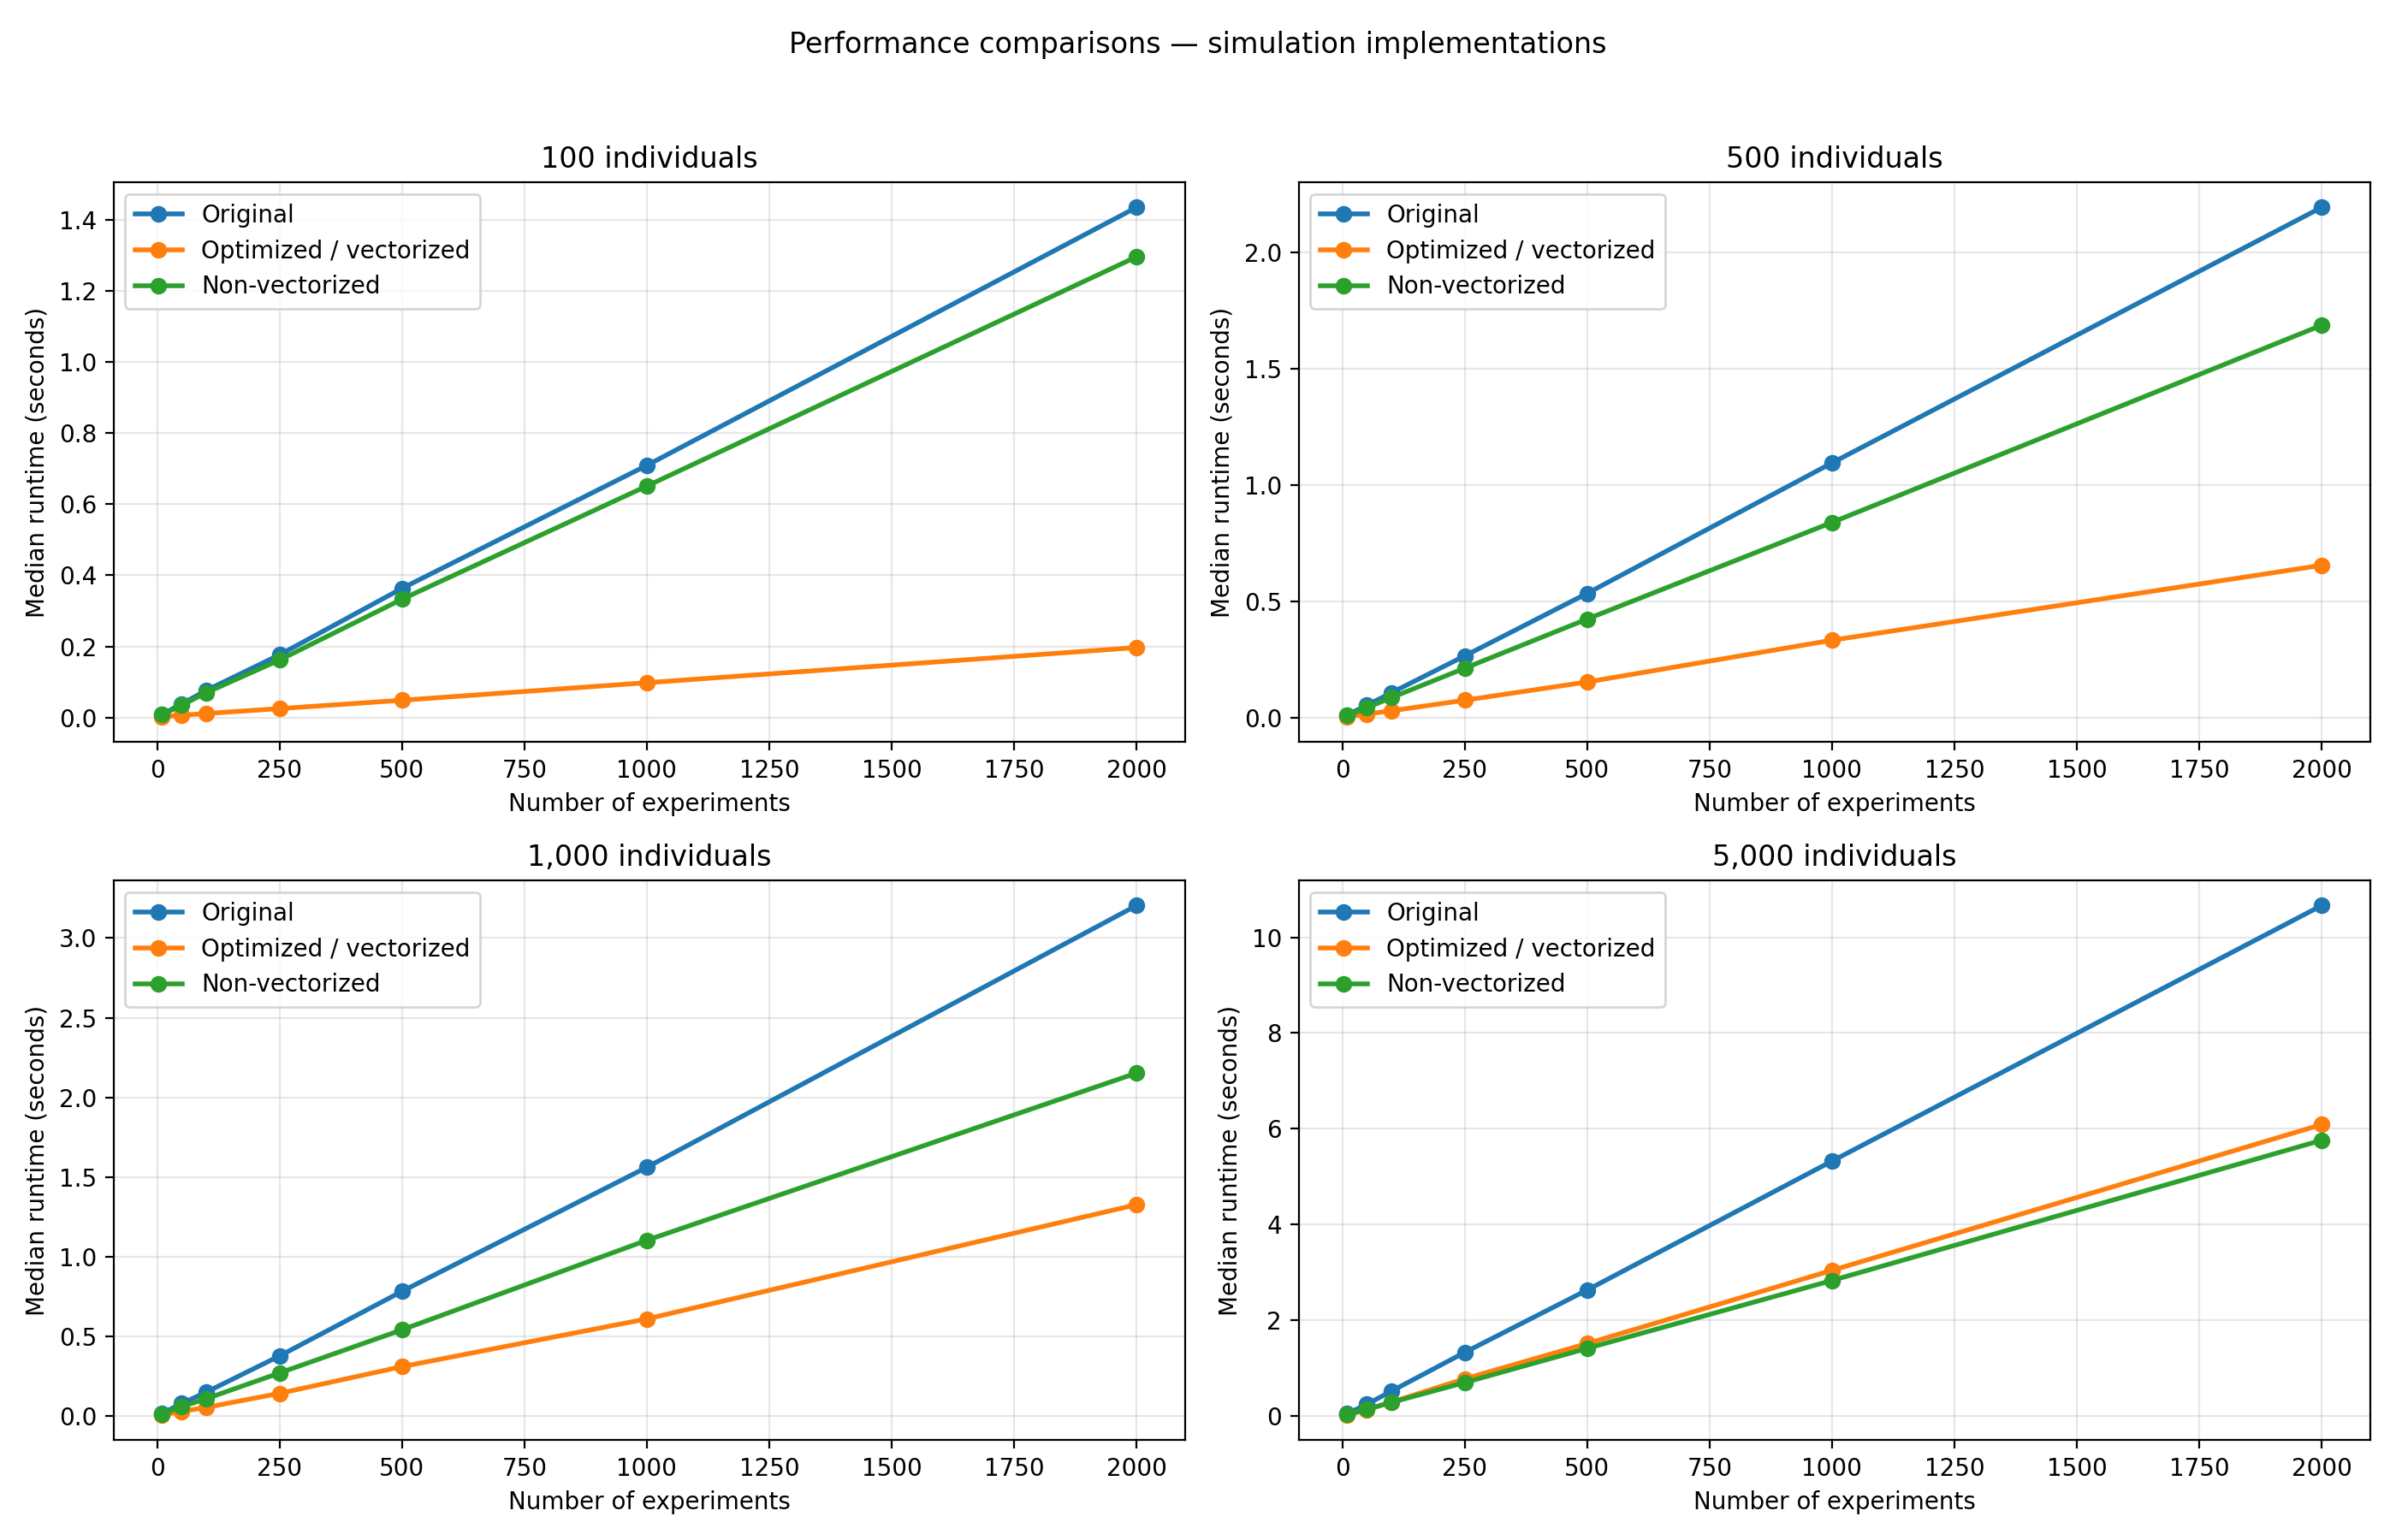 Performance comparisons — simulation implementations
100 individuals
Original
Optimized / vectorized
Non-vectorized
Median runtime (seconds)
1.4
1.2
1.0
0.8
0.6
0.4
0.2
0.0
0 250 500 750 1000 1250 1500 1750 2000
Number of experiments
500 individuals
Original
Optimized / vectorized
Non-vectorized
Median runtime (seconds)
2.0
1.5
1.0
0.5
0.0
0 250 500 750 1000 1250 1500 1750 2000
Number of experiments
1,000 individuals
Original
Optimized / vectorized
Non-vectorized
Median runtime (seconds)
3.0
2.5
2.0
1.5
1.0
0.5
0.0
0 250 500 750 1000 1250 1500 1750 2000
Number of experiments
5,000 individuals
Original
Optimized / vectorized
Non-vectorized
Median runtime (seconds)
10
8
6
4
2
0
0 250 500 750 1000 1250 1500 1750 2000
Number of experiments